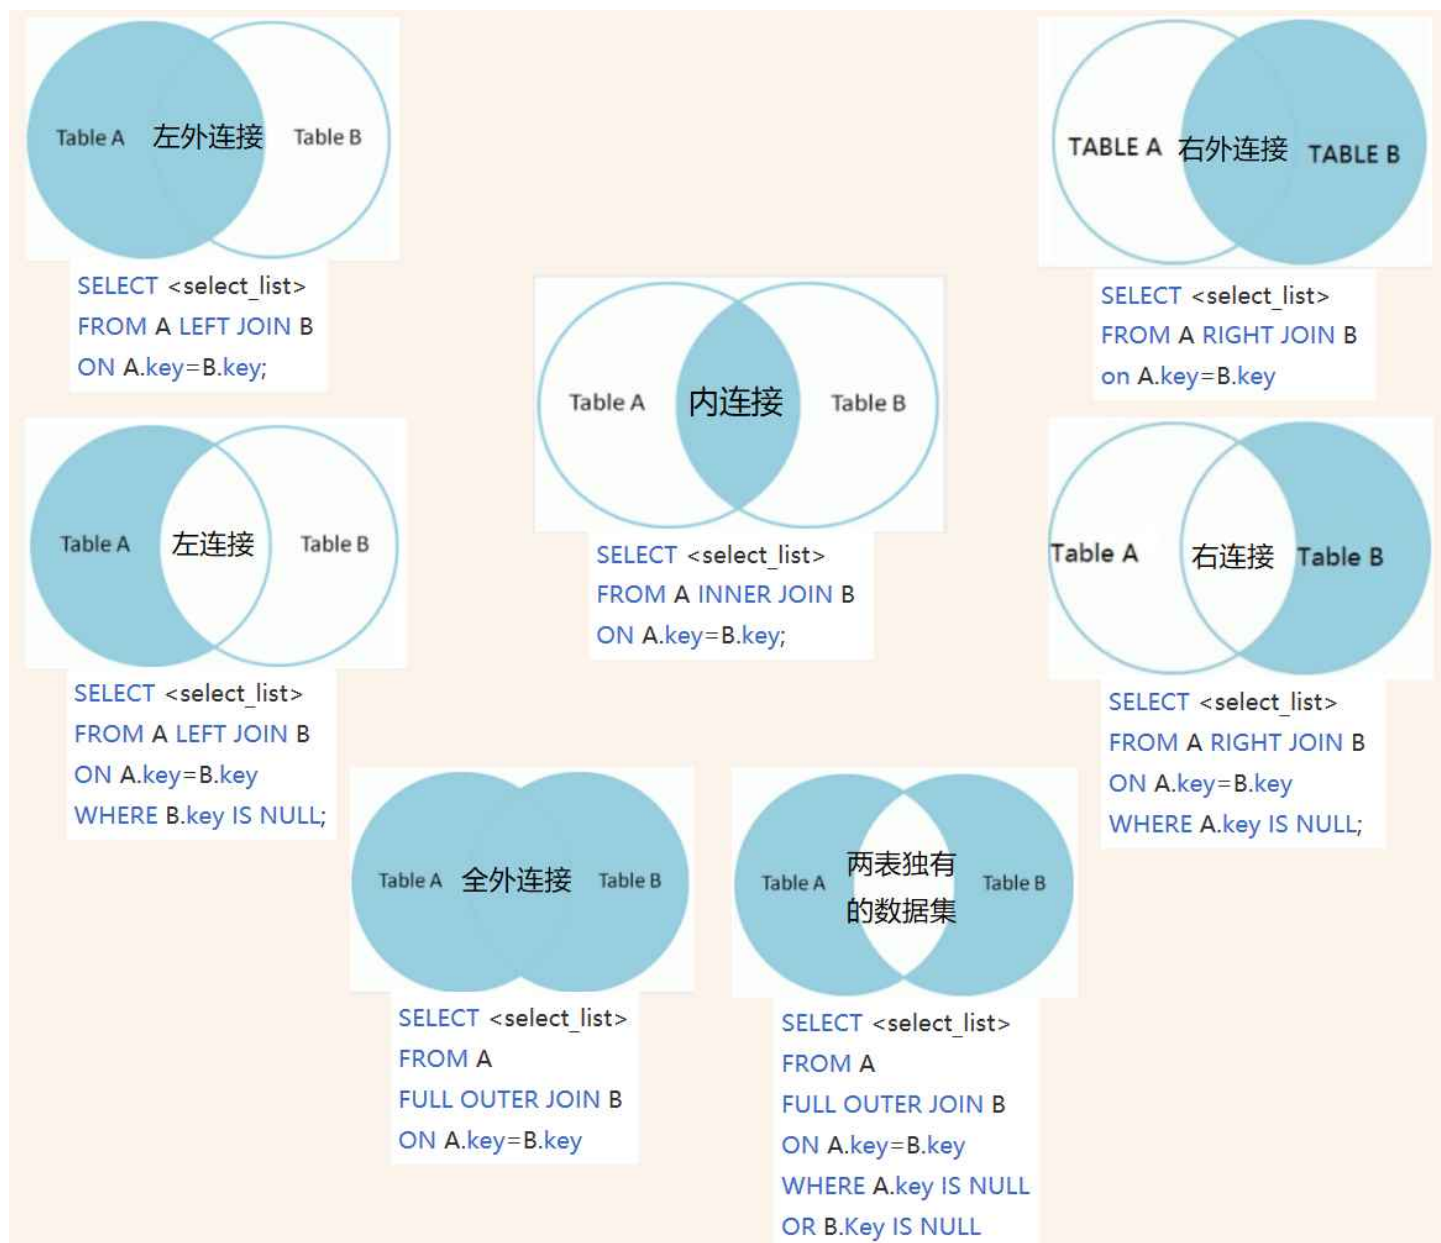 Table A 左外连接 Table B
SELECT <select_list>
FROM A LEFT JOIN B
ON A.key=B.key;
TABLE A 右外连接 TABLE B
SELECT <select_list>
FROM A RIGHT JOIN B
on A.key=B.key
Table A 内连接 Table B
SELECT <select_list>
FROM A INNER JOIN B
ON A.key=B.key;
Table A 左连接 Table B
SELECT <select_list>
FROM A LEFT JOIN B
ON A.key=B.key
WHERE B.key IS NULL;
Table A 右连接 Table B
SELECT <select_list>
FROM A RIGHT JOIN B
ON A.key=B.key
WHERE A.key IS NULL;
Table A 全外连接 Table B
SELECT <select_list>
FROM A
FULL OUTER JOIN B
ON A.key=B.key
Table A 两表独有 Table B
的数据集
SELECT <select_list>
FROM A
FULL OUTER JOIN B
ON A.key=B.key
WHERE A.key IS NULL
OR B.Key IS NULL